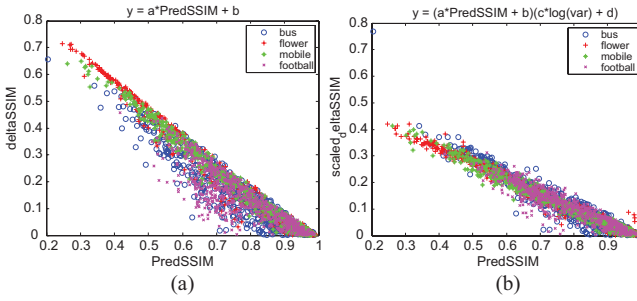 y = a*PredSSIM + b
deltaSSIM
0.8
0.7
0.6
0.5
0.4
0.3
0.2
0.1
0
0.2 0.3 0.4 0.5 0.6 0.7 0.8 0.9 1
PredSSIM
bus
flower
mobile
football
(a)
y = (a*PredSSIM + b)(c*log(var) + d)
scaled_deltaSSIM
0.8
0.7
0.6
0.5
0.4
0.3
0.2
0.1
0
0.2 0.3 0.4 0.5 0.6 0.7 0.8 0.9
PredSSIM
bus
flower
mobile
football
(b)